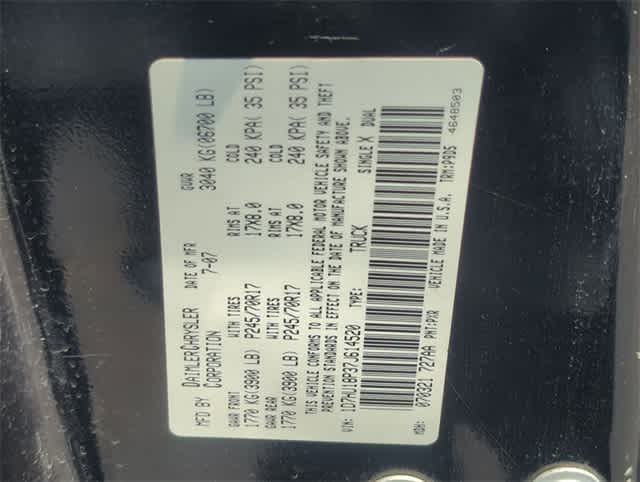 MFD BY DAIMLERCHRYSLER CORPORATION DATE OF MFR 7-07 GVWR 3040 KG(06700 LB)
GAWR FRONT WITH TIRES RIMS AT COLD
1770 KG(3900 LB) P245/70R17 17X8.0 240 KPA( 35 PSI)
GAWR REAR WITH TIRES RIMS AT COLD
1770 KG(3900 LB) P245/70R17 17X8.0 240 KPA( 35 PSI)
THIS VEHICLE CONFORMS TO ALL APPLICABLE FEDERAL MOTOR VEHICLE SAFETY AND THEFT
PREVENTION STANDARDS IN EFFECT ON THE DATE OF MANUFACTURE SHOWN ABOVE.
VIN: 1D7HU18P37J614520 TYPE: TRUCK SINGLE X DUAL
MDH: 070321 727AA PNT:PXR VEHICLE MADE IN U.S.A. TRM:P9D5
4648503